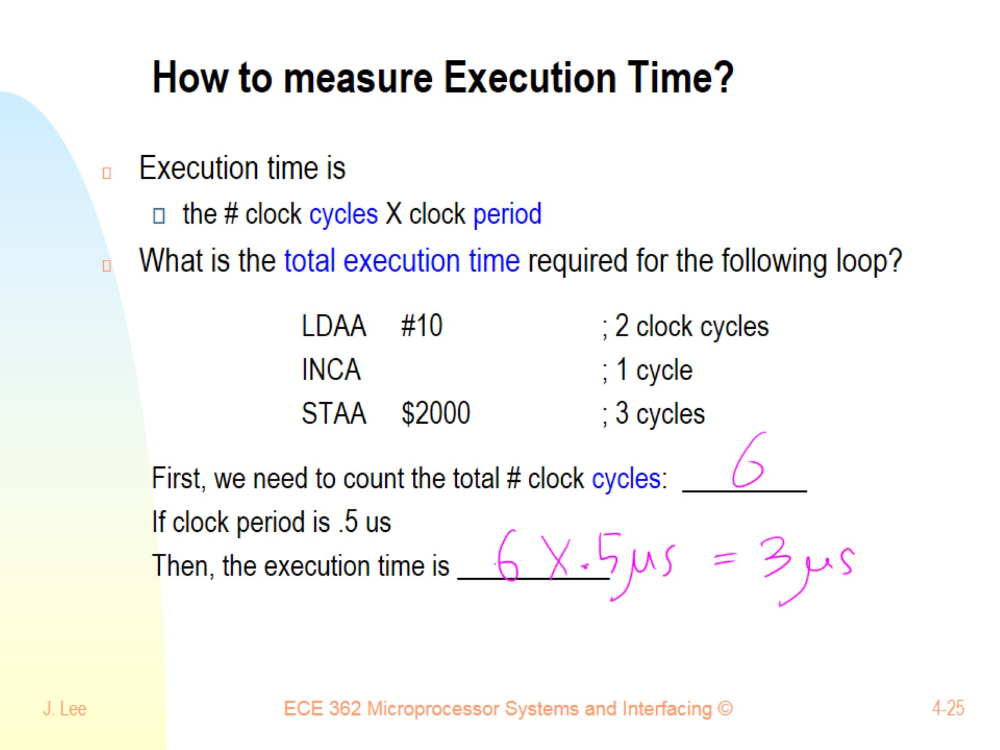 How to measure Execution Time?
Execution time is
the # clock cycles X clock period
What is the total execution time required for the following loop?
LDAA #10 ; 2 clock cycles
INCA ; 1 cycle
STAA $2000 ; 3 cycles
First, we need to count the total # clock cycles: 6
If clock period is .5 us
Then, the execution time is 6 X .5 μs = 3 μs
J. Lee ECE 362 Microprocessor Systems and Interfacing © 4-25